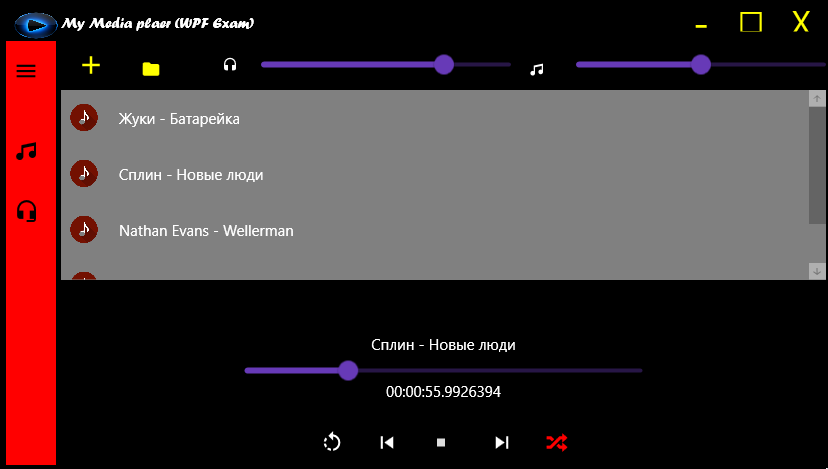 My Media plaer (WPF Exam)
Жуки - Батарейка
Сплин - Новые люди
Nathan Evans - Wellerman
Сплин - Новые люди
00:00:55.9926394